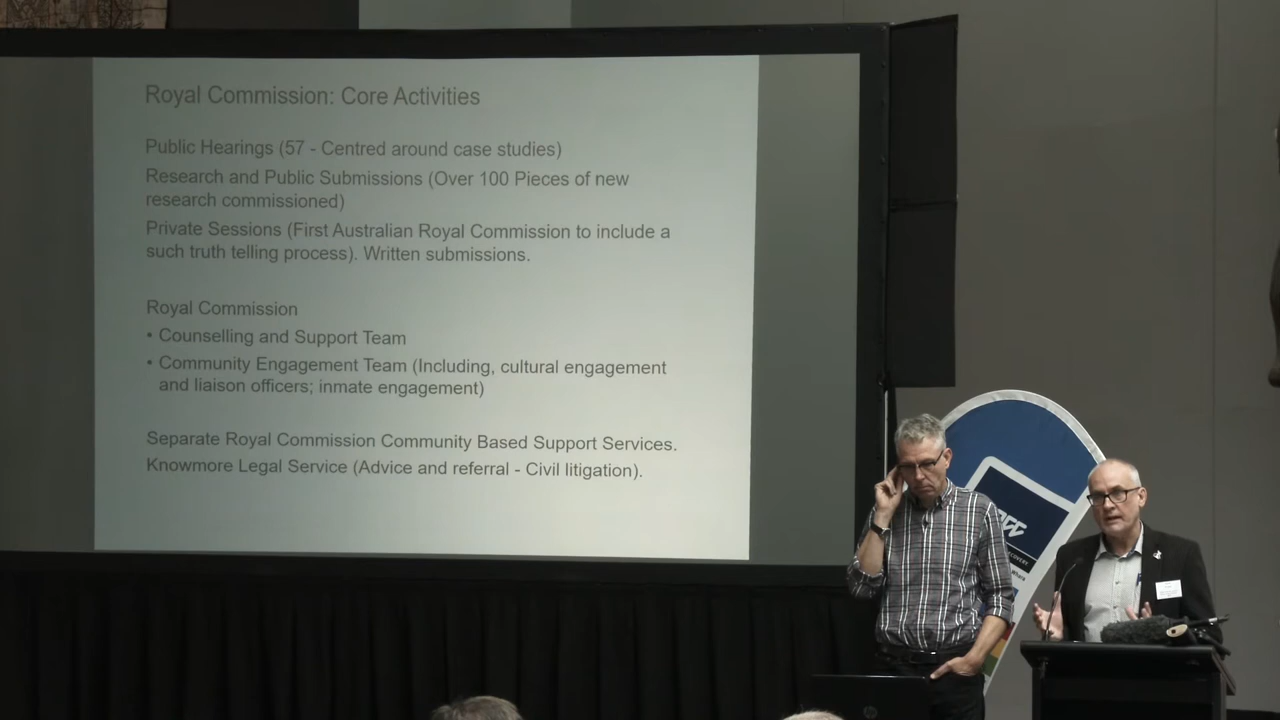 Royal Commission: Core Activities
Public Hearings (57 - Centred around case studies)
Research and Public Submissions (Over 100 Pieces of new
research commissioned)
Private Sessions (First Australian Royal Commission to include a
such truth telling process). Written submissions.
Royal Commission
• Counselling and Support Team
• Community Engagement Team (Including, cultural engagement
and liaison officers; inmate engagement)
Separate Royal Commission Community Based Support Services.
Knowmore Legal Service (Advice and referral - Civil litigation).